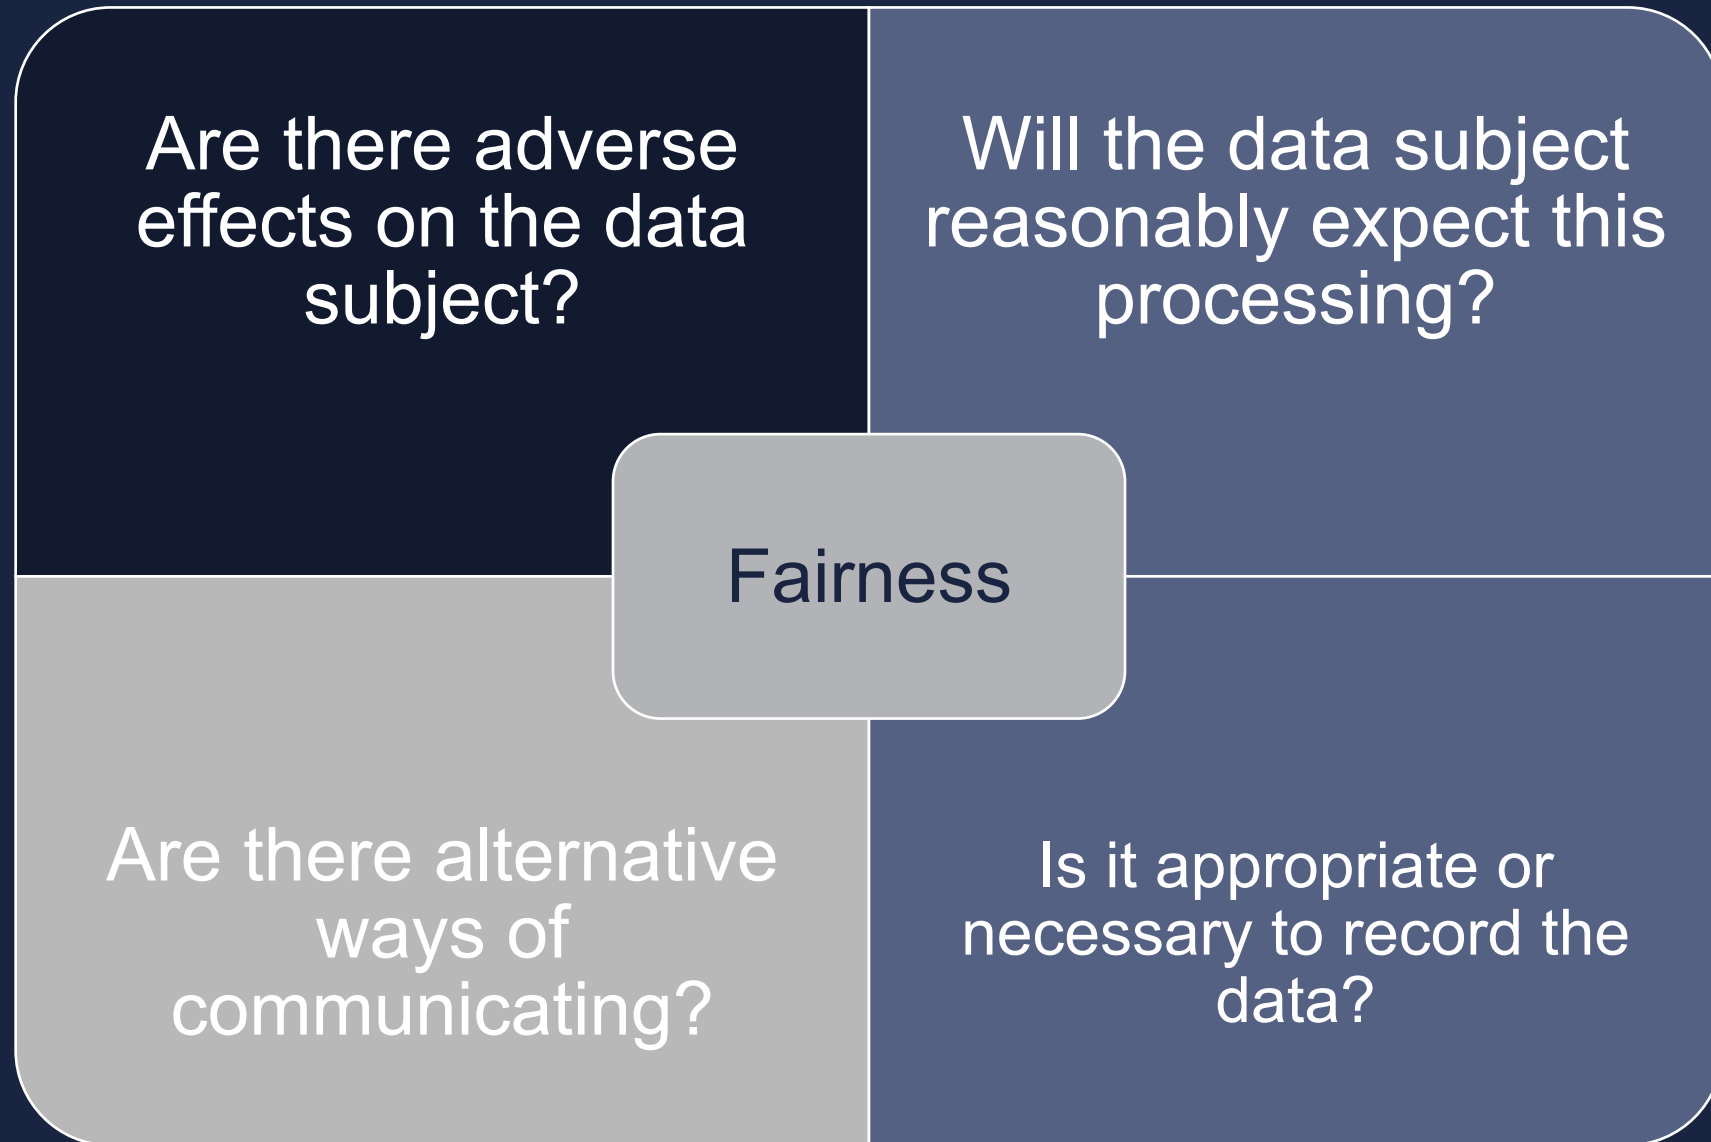 Are there adverse
effects on the data
subject?
Will the data subject
reasonably expect this
processing?
Fairness
Are there alternative
ways of
communicating?
Is it appropriate or
necessary to record the
data?